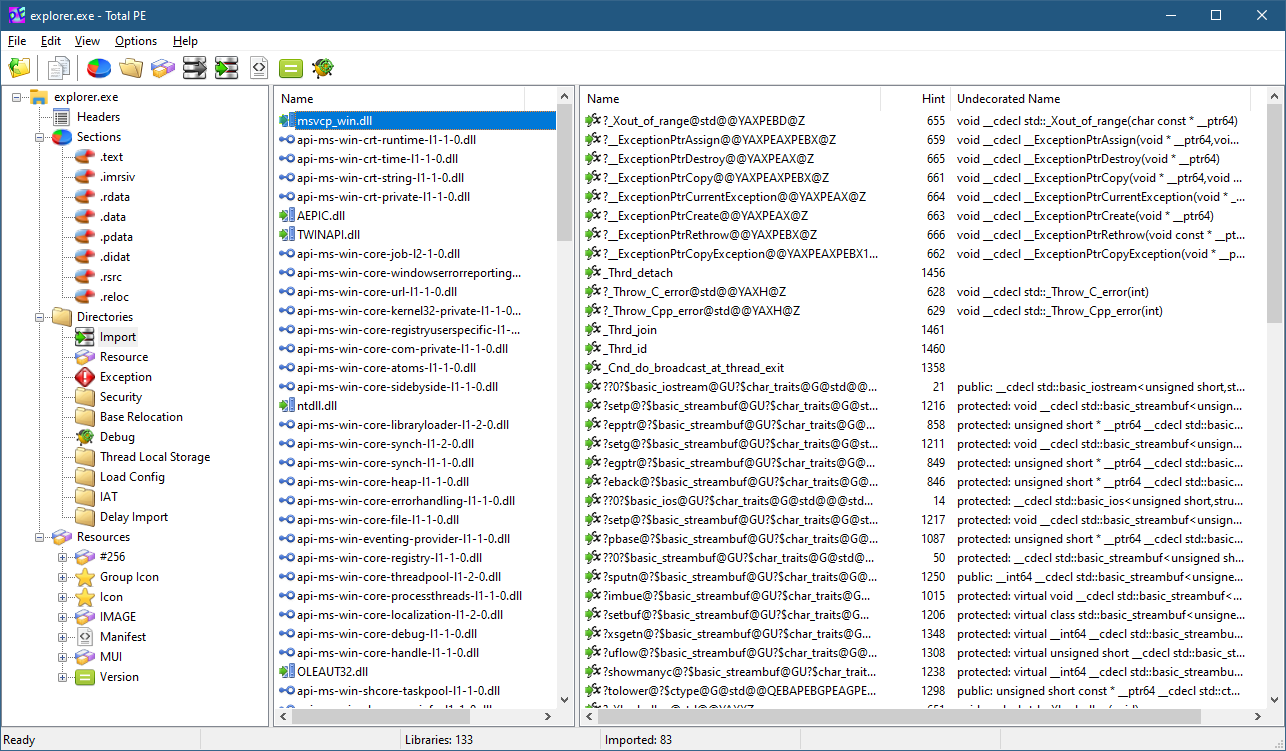 explorer.exe - Total PE
File Edit View Options Help
explorer.exe
Headers
Sections
.text
.imrsiv
.rdata
.data
.pdata
.didat
.rsrc
.reloc
Directories
Import
Resource
Exception
Security
Base Relocation
Debug
Thread Local Storage
Load Config
IAT
Delay Import
Resources
#256
Group Icon
Icon
IMAGE
Manifest
MUI
Version
Name
msvcp_win.dll
api-ms-win-crt-runtime-l1-1-0.dll
api-ms-win-crt-time-l1-1-0.dll
api-ms-win-crt-string-l1-1-0.dll
api-ms-win-crt-private-l1-1-0.dll
AEPIC.dll
TWINAPI.dll
api-ms-win-core-job-l2-1-0.dll
api-ms-win-core-windowserrorreporting...
api-ms-win-core-url-l1-1-0.dll
api-ms-win-core-kernel32-private-l1-1-0...
api-ms-win-core-registryuserspecific-l1-...
api-ms-win-core-com-private-l1-1-0.dll
api-ms-win-core-atoms-l1-1-0.dll
api-ms-win-core-sidebyside-l1-1-0.dll
ntdll.dll
api-ms-win-core-libraryloader-l1-2-0.dll
api-ms-win-core-synch-l1-2-0.dll
api-ms-win-core-synch-l1-1-0.dll
api-ms-win-core-heap-l1-1-0.dll
api-ms-win-core-errorhandling-l1-1-0.dll
api-ms-win-core-file-l1-1-0.dll
api-ms-win-eventing-provider-l1-1-0.dll
api-ms-win-core-registry-l1-1-0.dll
api-ms-win-core-threadpool-l1-2-0.dll
api-ms-win-core-processthreads-l1-1-0.dll
api-ms-win-core-localization-l1-2-0.dll
api-ms-win-core-debug-l1-1-0.dll
api-ms-win-core-handle-l1-1-0.dll
OLEAUT32.dll
api-ms-win-shcore-taskpool-l1-1-0.dll
Name Hint Undecorated Name
?_Xout_of_range@std@@YAXPEBD@Z 655 void __cdecl std::_Xout_of_range(char const * __ptr64)
?__ExceptionPtrAssign@@YAXPEAXPEBX@Z 659 void __cdecl __ExceptionPtrAssign(void * __ptr64,voi...
?__ExceptionPtrDestroy@@YAXPEAX@Z 665 void __cdecl __ExceptionPtrDestroy(void * __ptr64)
?__ExceptionPtrCopy@@YAXPEAXPEBX@Z 661 void __cdecl __ExceptionPtrCopy(void * __ptr64,void ...
?__ExceptionPtrCurrentException@@YAXPEAX@Z 664 void __cdecl __ExceptionPtrCurrentException(void * _...
?__ExceptionPtrCreate@@YAXPEAX@Z 663 void __cdecl __ExceptionPtrCreate(void * __ptr64)
?__ExceptionPtrRethrow@@YAXPEBX@Z 666 void __cdecl __ExceptionPtrRethrow(void const * __pt...
?__ExceptionPtrCopyException@@YAXPEAXPEBX1... 662 void __cdecl __ExceptionPtrCopyException(void * __p...
_Thrd_detach 1456
?_Throw_C_error@std@@YAXH@Z 628 void __cdecl std::_Throw_C_error(int)
?_Throw_Cpp_error@std@@YAXH@Z 629 void __cdecl std::_Throw_Cpp_error(int)
_Thrd_join 1461
_Thrd_id 1460
_Cnd_do_broadcast_at_thread_exit 1358
??0?$basic_iostream@GU?$char_traits@G@std@@... 21 public: __cdecl std::basic_iostream<unsigned short,st...
?setp@?$basic_streambuf@GU?$char_traits@G@st... 1216 protected: void __cdecl std::basic_streambuf<unsign...
?epptr@?$basic_streambuf@GU?$char_traits@G@... 858 protected: unsigned short * __ptr64 __cdecl std::basic...
?setg@?$basic_streambuf@GU?$char_traits@G@st... 1211 protected: void __cdecl std::basic_streambuf<unsign...
?egptr@?$basic_streambuf@GU?$char_traits@G@... 849 protected: unsigned short * __ptr64 __cdecl std::basic...
?eback@?$basic_streambuf@GU?$char_traits@G@... 846 protected: unsigned short * __ptr64 __cdecl std::basic...
??0?$basic_ios@GU?$char_traits@G@std@@@std... 14 protected: __cdecl std::basic_ios<unsigned short,stru...
?setp@?$basic_streambuf@GU?$char_traits@G@st... 1217 protected: void __cdecl std::basic_streambuf<unsign...
?pbase@?$basic_streambuf@GU?$char_traits@G@... 1087 protected: unsigned short * __ptr64 __cdecl std::basic...
??0?$basic_streambuf@GU?$char_traits@G@std@... 50 protected: __cdecl std::basic_streambuf<unsigned sh...
?sputn@?$basic_streambuf@GU?$char_traits@G@... 1250 public: __int64 __cdecl std::basic_streambuf<unsigne...
?imbue@?$basic_streambuf@GU?$char_traits@G... 1015 protected: virtual void __cdecl std::basic_streambuf<...
?setbuf@?$basic_streambuf@GU?$char_traits@G... 1206 protected: virtual class std::basic_streambuf<unsigne...
?xsgetn@?$basic_streambuf@GU?$char_traits@G... 1348 protected: virtual __int64 __cdecl std::basic_streambu...
?uflow@?$basic_streambuf@GU?$char_traits@G@... 1308 protected: virtual unsigned short __cdecl std::basic_st...
?showmanyc@?$basic_streambuf@GU?$char_trait... 1238 protected: virtual __int64 __cdecl std::basic_streambu...
?tolower@?$ctype@G@std@@QEBAPEBGPEAGPE... 1298 public: unsigned short const * __ptr64 __cdecl std::ct...
Ready
Libraries: 133
Imported: 83